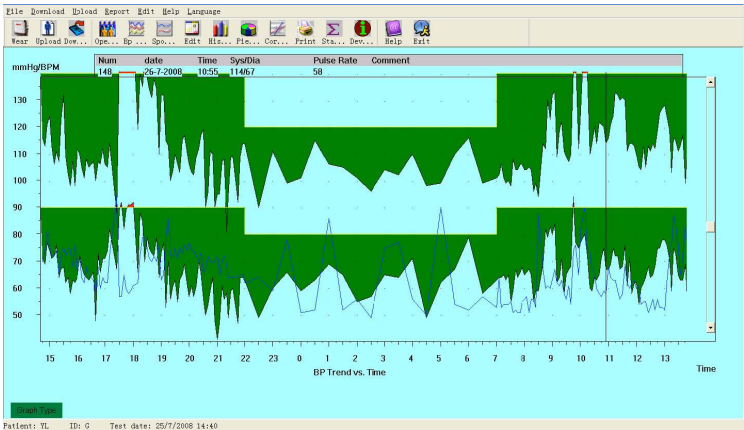 File Download Upload Report Edit Help Language
Wear Upload Dow... Ope... Bp ... Spo... Edit His... Pie... Cor... Print Sta... Dev... Help Exit
mmHg/BPM
Num date Time Sys/Dia Pulse Rate Comment
148 26-7-2008 10:55 114/67 58
130
120
110
100
90
80
70
60
50
15 16 17 18 19 20 21 22 23 0 1 2 3 4 5 6 7 8 9 10 11 12 13
BP Trend vs. Time
Time
Graph Type
Patient: YL ID: G Test date: 25/7/2008 14:40